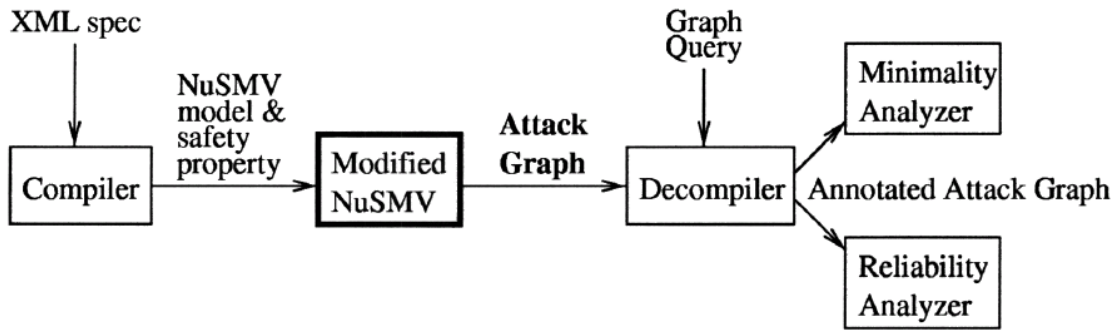 XML spec
Compiler
NuSMV
model &
safety
property
Modified
NuSMV
Attack
Graph
Graph
Query
Decompiler
Minimality
Analyzer
Annotated Attack Graph
Reliability
Analyzer